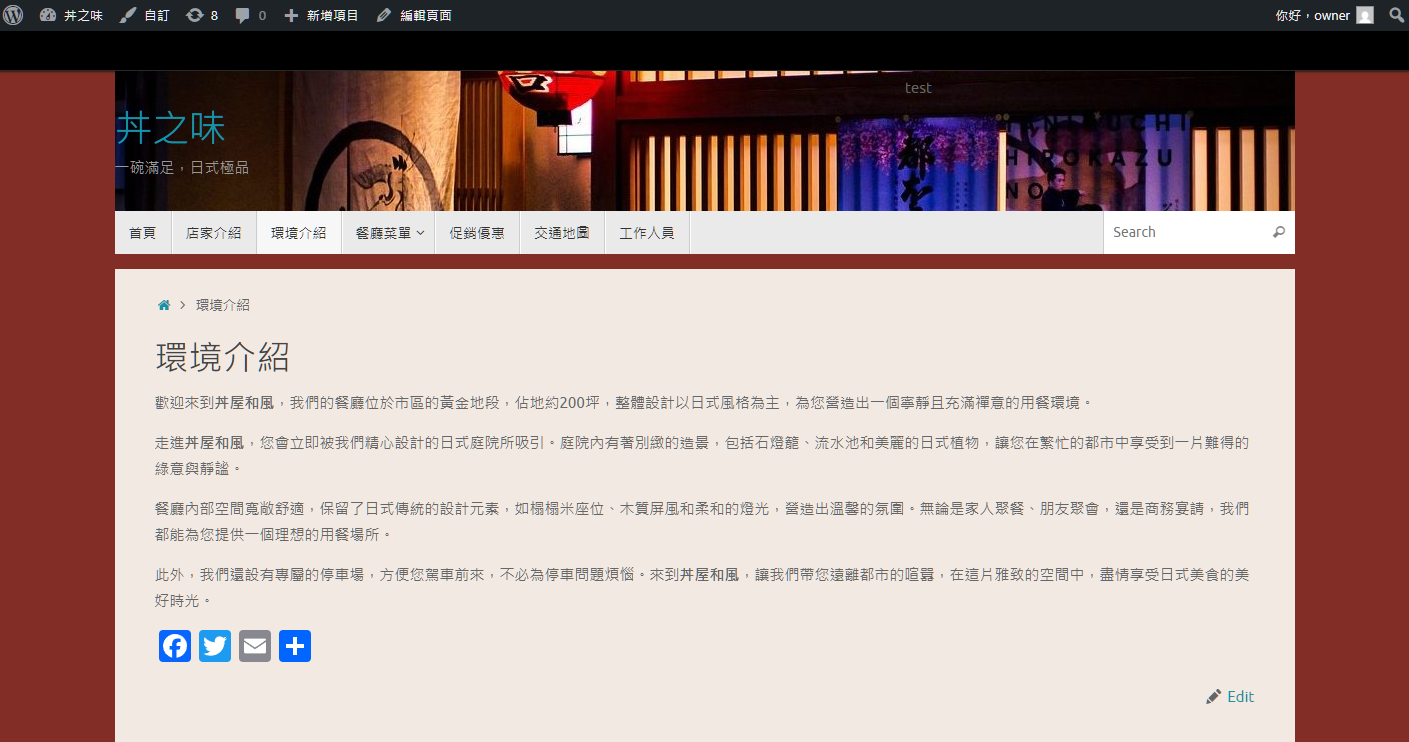 丼之味 自訂 8 0 新增項目 編輯頁面 你好，owner
test
丼之味
一碗滿足，日式極品
HIROKAZU
NO
首頁 店家介紹 環境介紹 餐廳菜單 促銷優惠 交通地圖 工作人員 Search
環境介紹
環境介紹
歡迎來到丼屋和風，我們的餐廳位於市區的黃金地段，佔地約200坪，整體設計以日式風格為主，為您營造出一個寧靜且充滿禪意的用餐環境。
走進丼屋和風，您會立即被我們精心設計的日式庭院所吸引。庭院內有著別緻的造景，包括石燈籠、流水池和美麗的日式植物，讓您在繁忙的都市中享受到一片難得的
綠意與靜謐。
餐廳內部空間寬敞舒適，保留了日式傳統的設計元素，如榻榻米座位、木質屏風和柔和的燈光，營造出溫馨的氛圍。無論是家人聚餐、朋友聚會，還是商務宴請，我們
都能為您提供一個理想的用餐場所。
此外，我們還設有專屬的停車場，方便您駕車前來，不必為停車問題煩惱。來到丼屋和風，讓我們帶您遠離都市的喧囂，在這片雅致的空間中，盡情享受日式美食的美
好時光。
Edit